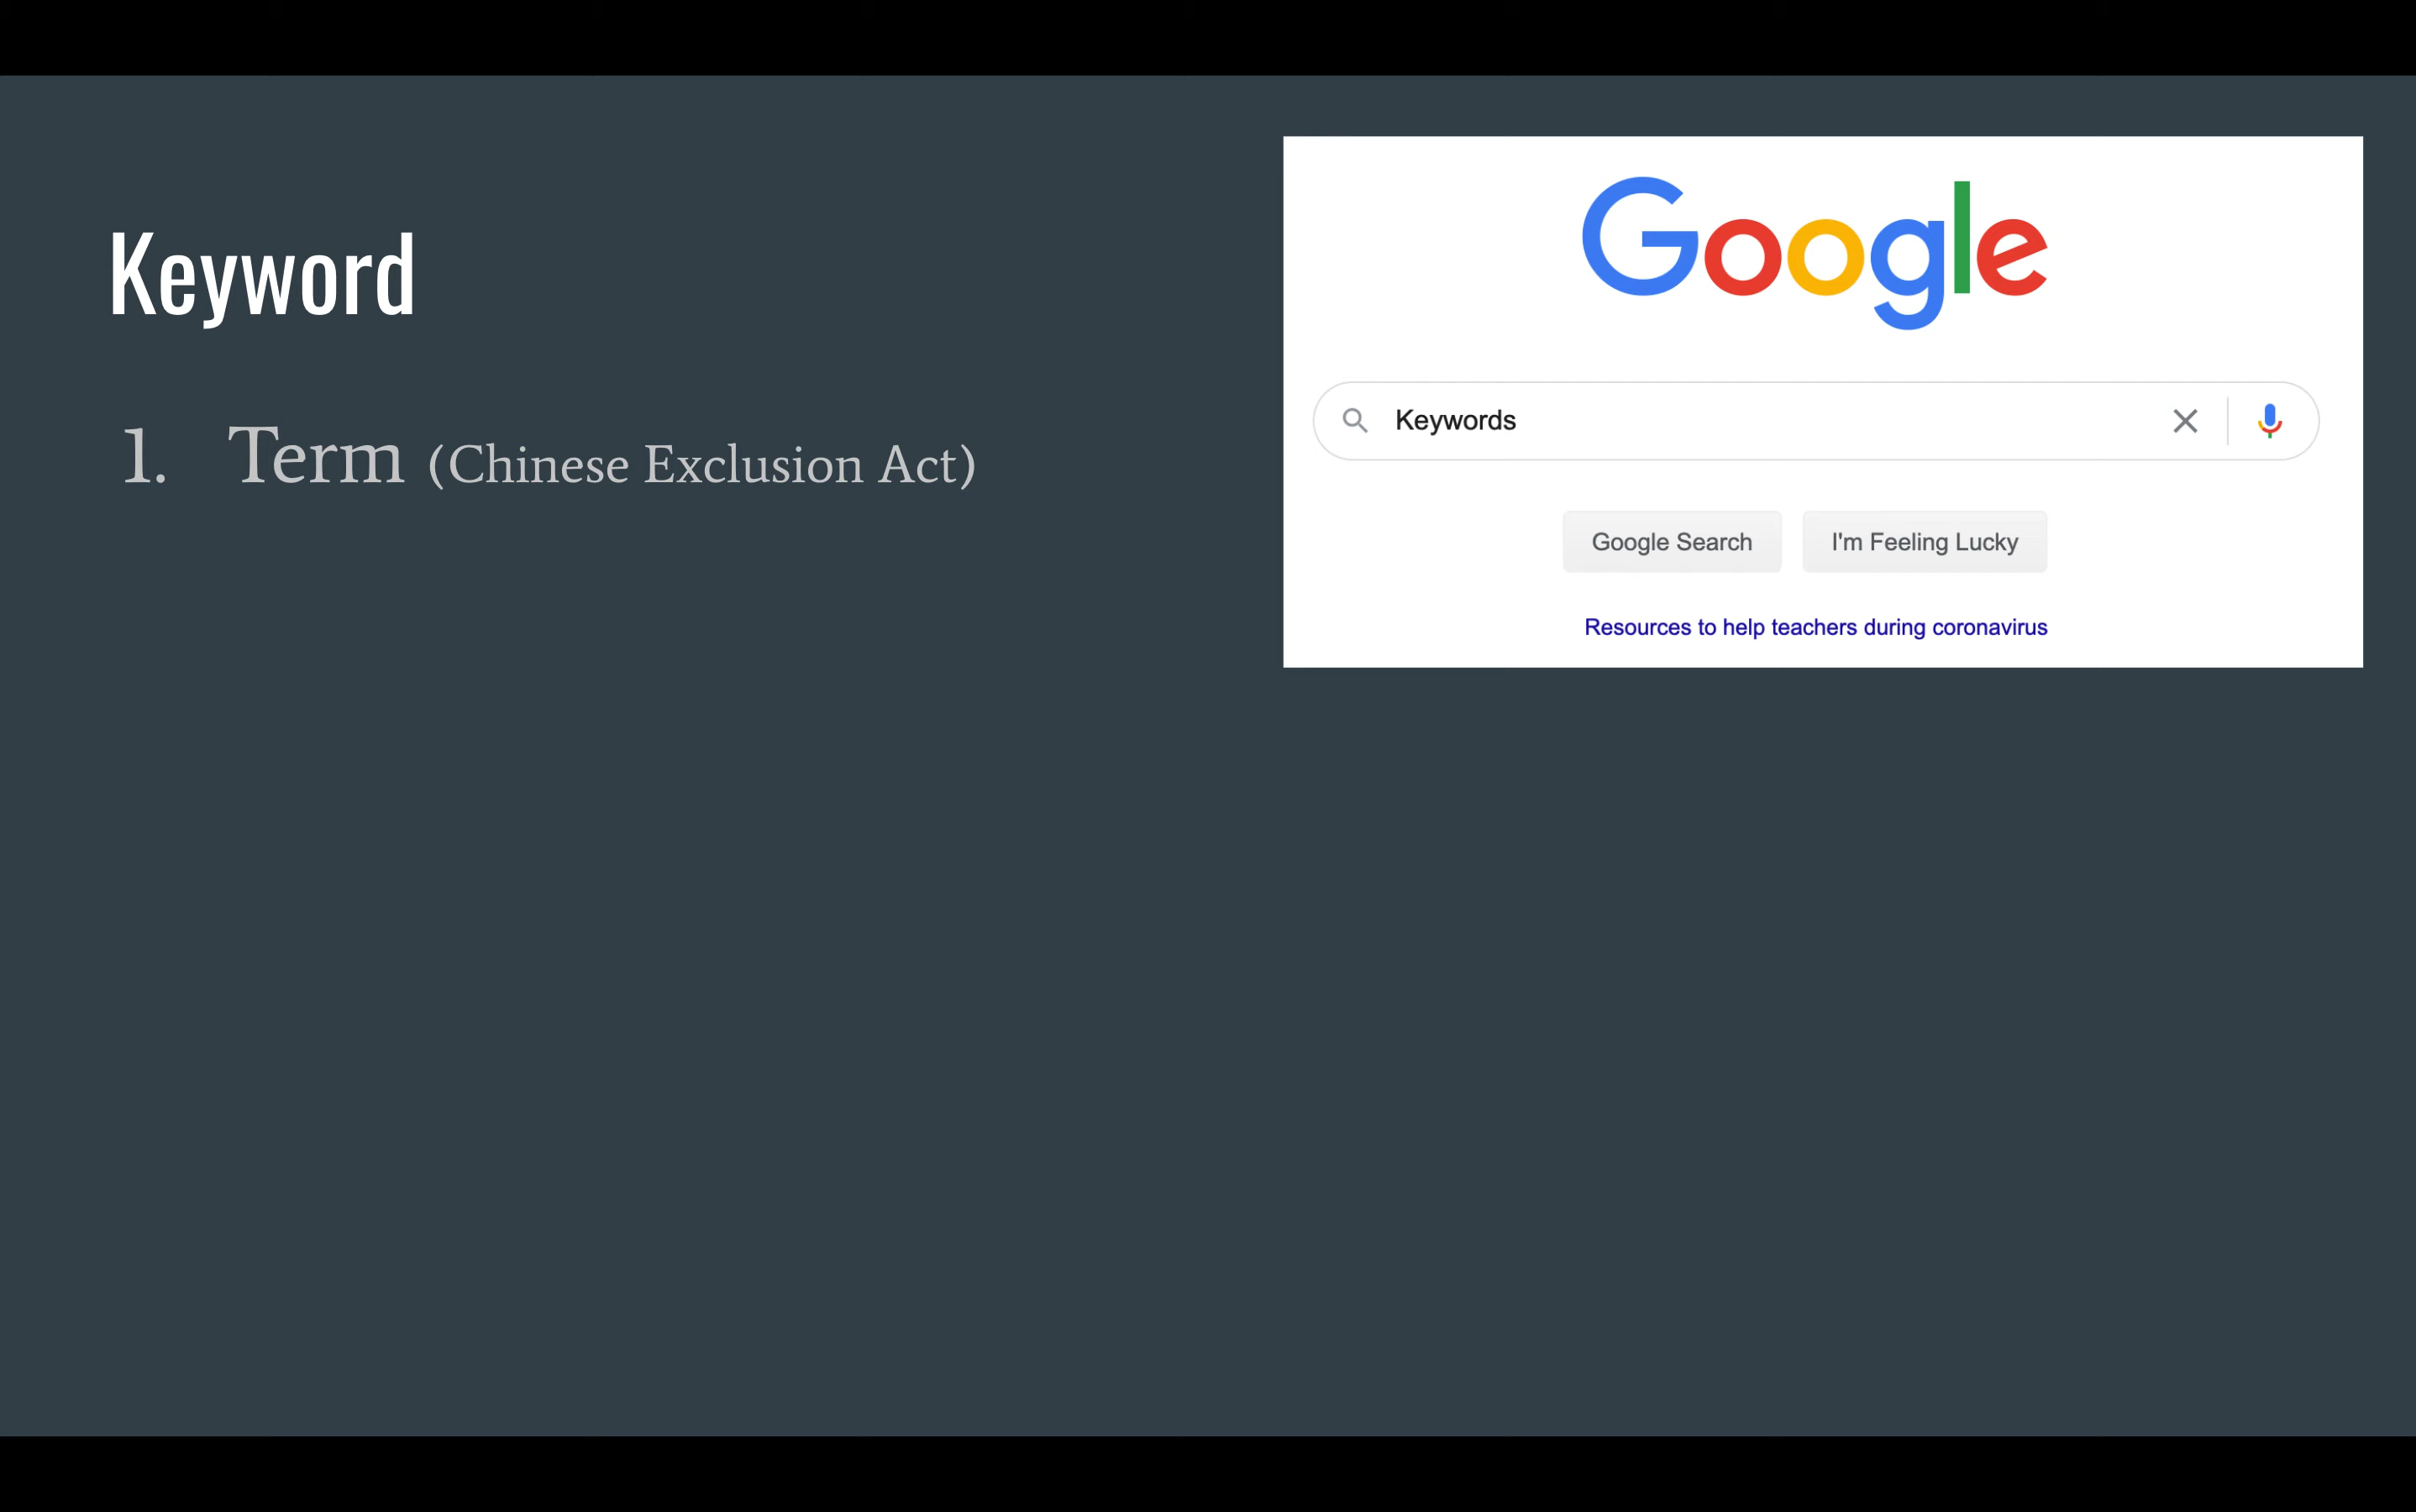 Keyword
1. Term (Chinese Exclusion Act)
Google
Keywords
Google Search
I'm Feeling Lucky
Resources to help teachers during coronavirus